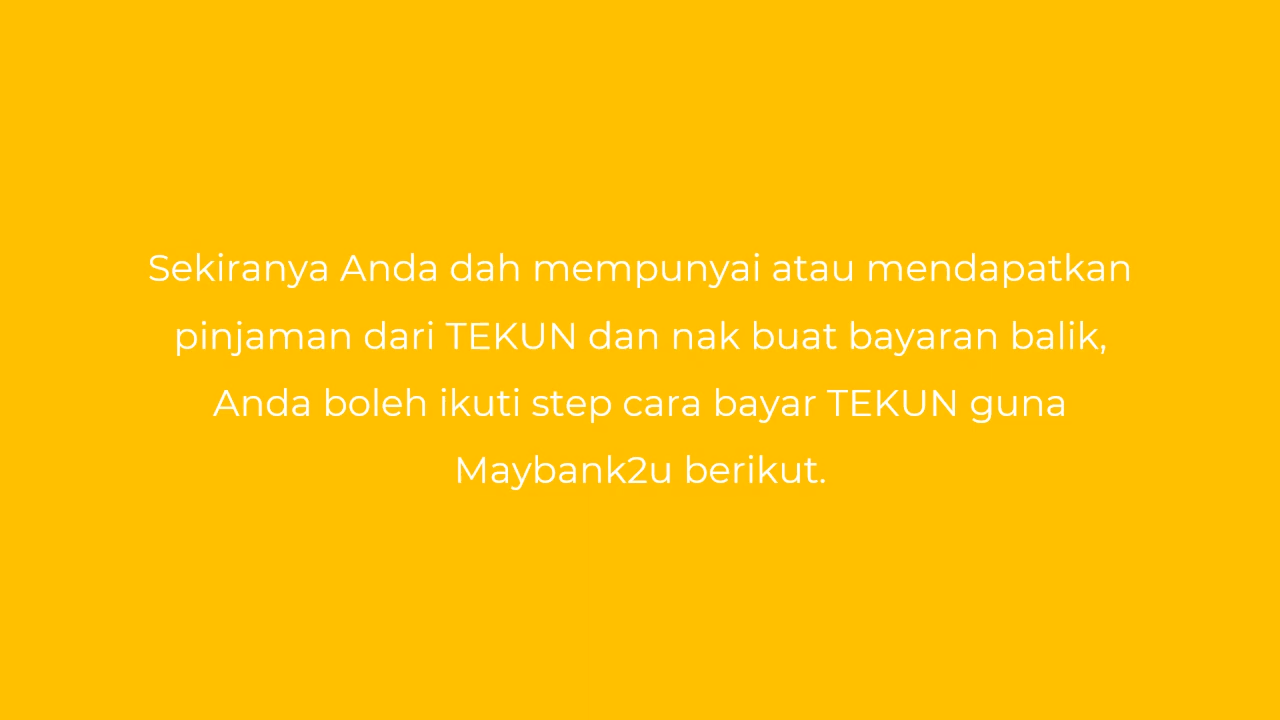 Sekiranya Anda dah mempunyai atau mendapatkan
pinjaman dari TEKUN dan nak buat bayaran balik,
Anda boleh ikuti step cara bayar TEKUN guna
Maybank2u berikut.